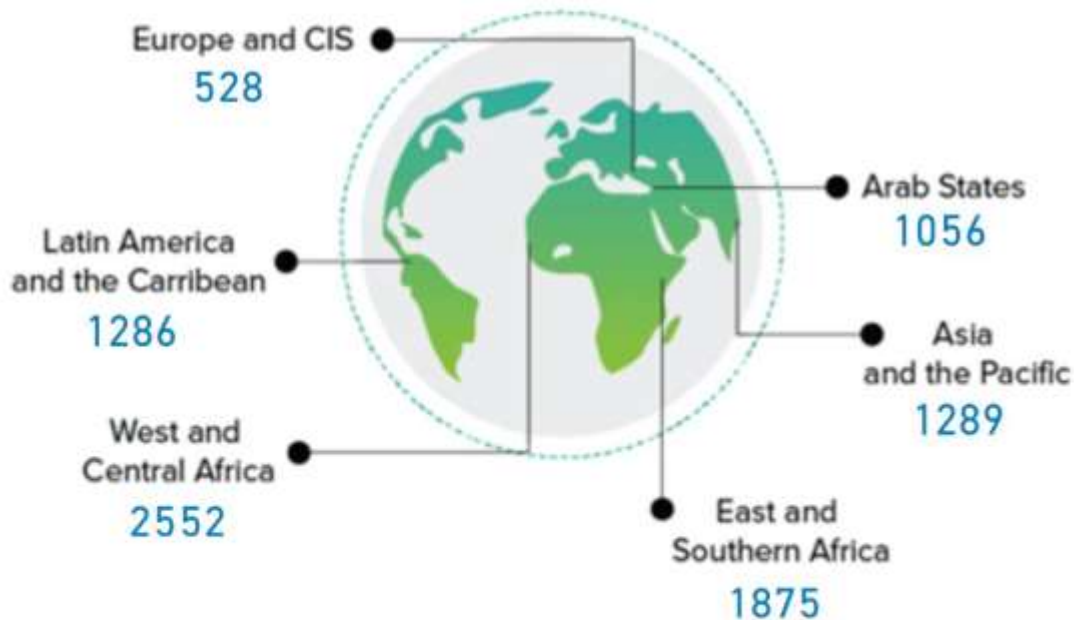 Europe and CIS
528
Arab States
1056
Latin America
and the Carribean
1286
Asia
and the Pacific
1289
West and
Central Africa
2552
East and
Southern Africa
1875